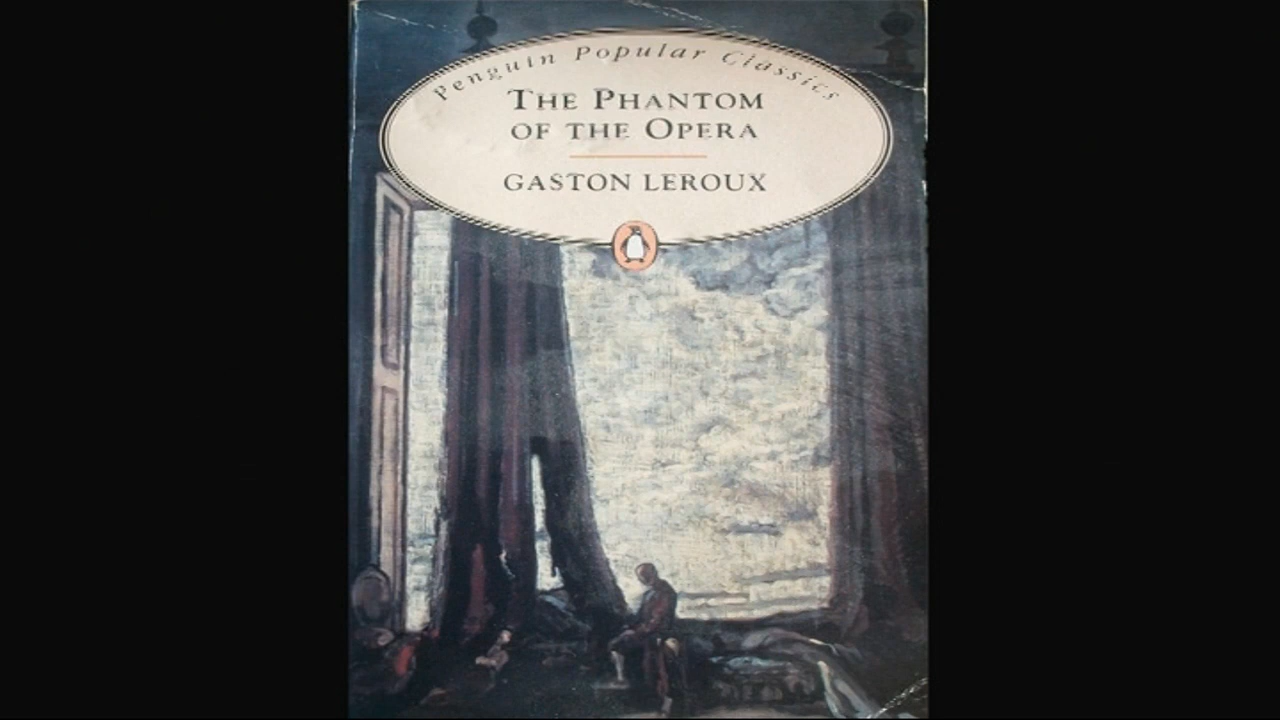 Penguin Popular Classics
THE PHANTOM
OF THE OPERA
GASTON LEROUX